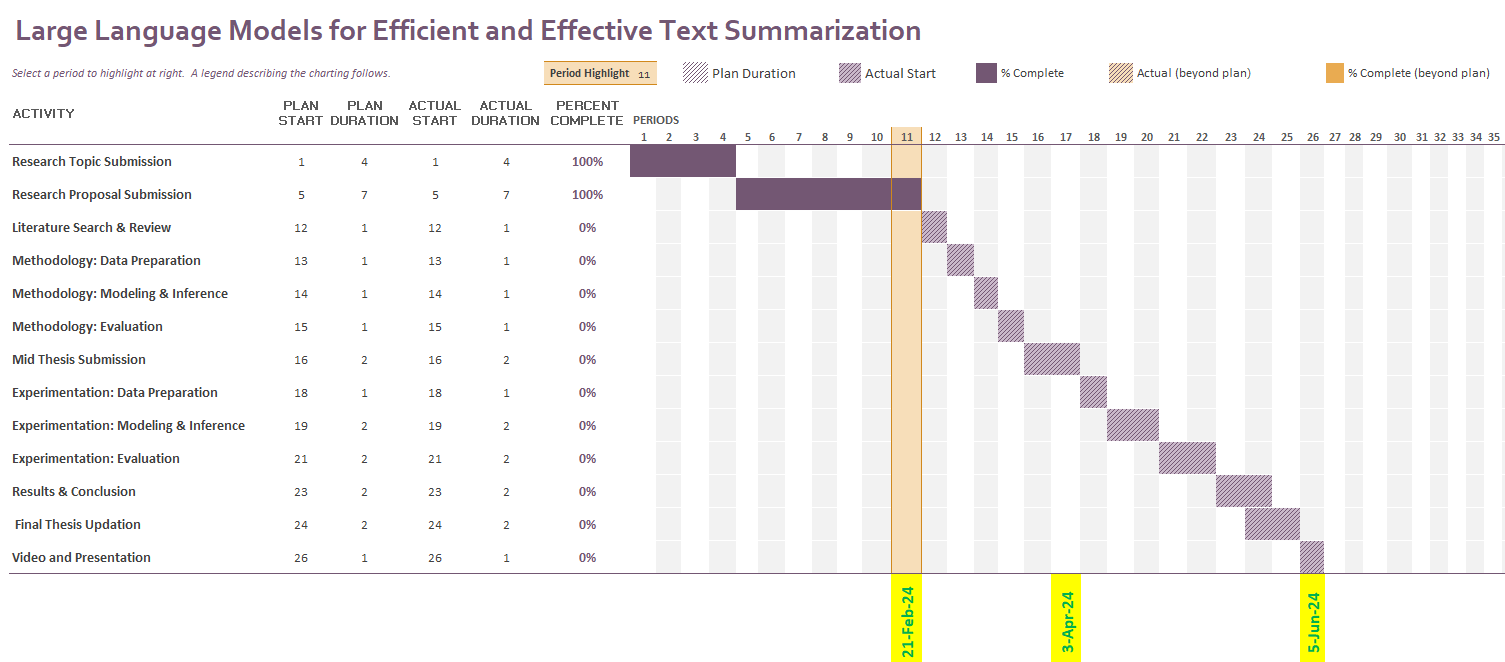 Large Language Models for Efficient and Effective Text Summarization
Select a period to highlight at right.  A legend describing the charting follows.
Period Highlight 11 Plan Duration Actual Start % Complete Actual (beyond plan) % Complete (beyond plan)
ACTIVITY PLAN START PLAN DURATION ACTUAL START ACTUAL DURATION PERCENT COMPLETE PERIODS
1 2 3 4 5 6 7 8 9 10 11 12 13 14 15 16 17 18 19 20 21 22 23 24 25 26 27 28 29 30 31 32 33 34 35
Research Topic Submission 1 4 1 4 100%
Research Proposal Submission 5 7 5 7 100%
Literature Search & Review 12 1 12 1 0%
Methodology: Data Preparation 13 1 13 1 0%
Methodology: Modeling & Inference 14 1 14 1 0%
Methodology: Evaluation 15 1 15 1 0%
Mid Thesis Submission 16 2 16 2 0%
Experimentation: Data Preparation 18 1 18 1 0%
Experimentation: Modeling & Inference 19 2 19 2 0%
Experimentation: Evaluation 21 2 21 2 0%
Results & Conclusion 23 2 23 2 0%
Final Thesis Updation 24 2 24 2 0%
Video and Presentation 26 1 26 1 0%
21-Feb-24 3-Apr-24 5-Jun-24